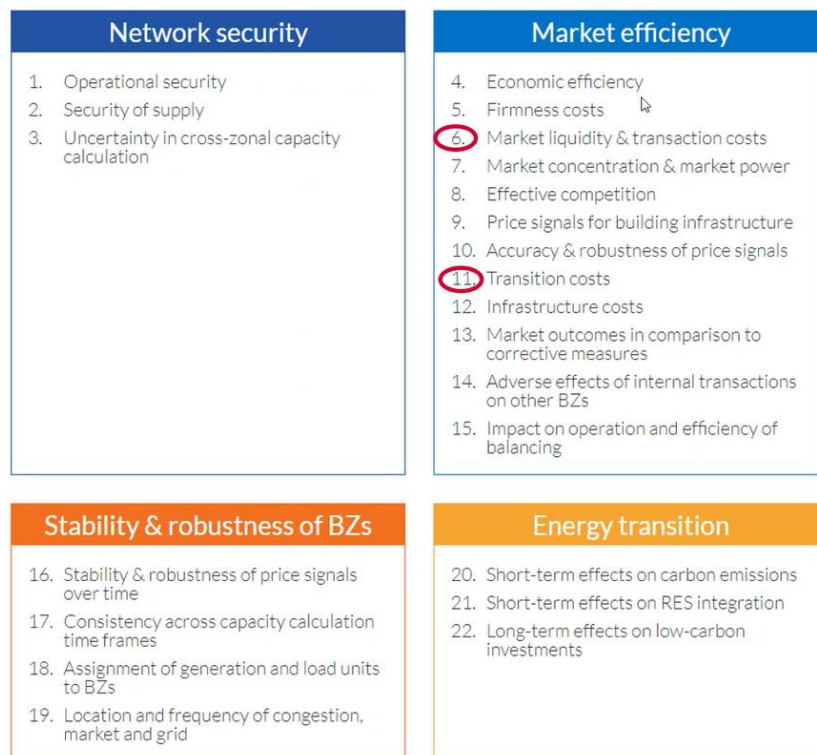 Network security
1. Operational security
2. Security of supply
3. Uncertainty in cross-zonal capacity
calculation
Market efficiency
4. Economic efficiency
5. Firmness costs
6. Market liquidity & transaction costs
7. Market concentration & market power
8. Effective competition
9. Price signals for building infrastructure
10. Accuracy & robustness of price signals
11. Transition costs
12. Infrastructure costs
13. Market outcomes in comparison to
corrective measures
14. Adverse effects of internal transactions
on other BZs
15. Impact on operation and efficiency of
balancing
Stability & robustness of BZs
16. Stability & robustness of price signals
over time
17. Consistency across capacity calculation
time frames
18. Assignment of generation and load units
to BZs
19. Location and frequency of congestion,
market and grid
Energy transition
20. Short-term effects on carbon emissions
21. Short-term effects on RES integration
22. Long-term effects on low-carbon
investments